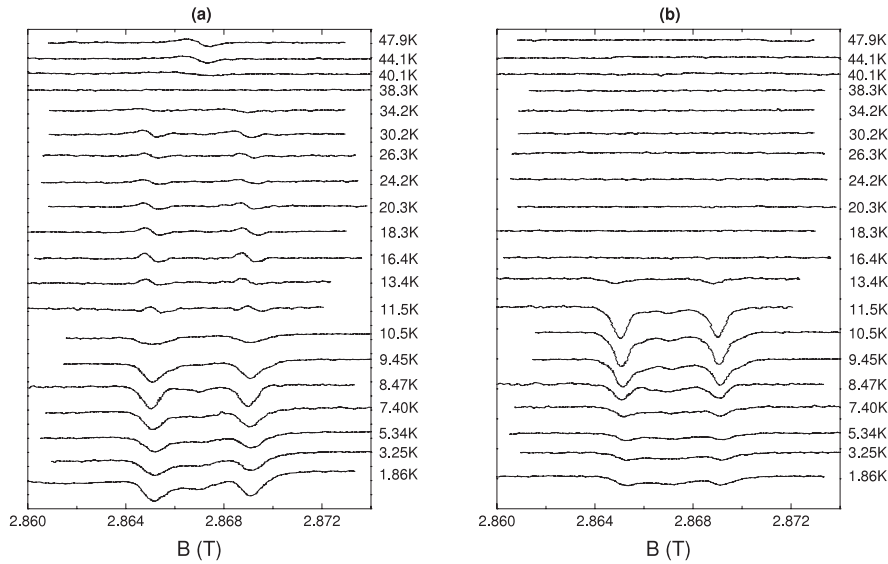 (a)
(b)
47.9K
44.1K
40.1K
38.3K
34.2K
30.2K
26.3K
24.2K
20.3K
18.3K
16.4K
13.4K
11.5K
10.5K
9.45K
8.47K
7.40K
5.34K
3.25K
1.86K
2.860
2.864
2.868
2.872
B (T)
47.9K
44.1K
40.1K
38.3K
34.2K
30.2K
26.3K
24.2K
20.3K
18.3K
16.4K
13.4K
11.5K
10.5K
9.45K
8.47K
7.40K
5.34K
3.25K
1.86K
2.860
2.864
2.868
2.872
B (T)